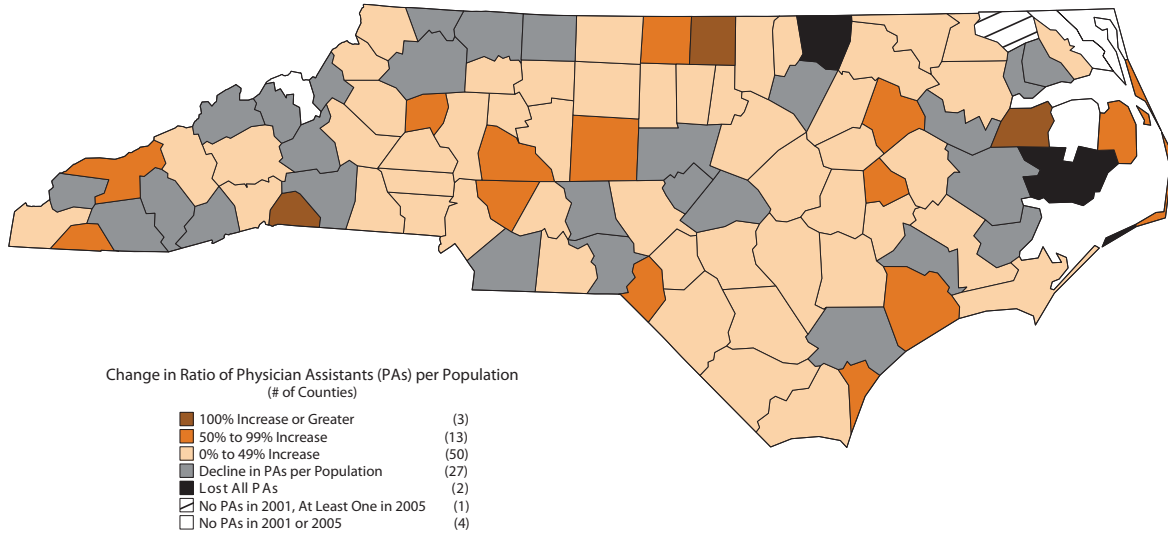 Change in Ratio of Physician Assistants (PAs) per Population
(# of Counties)
100% Increase or Greater (3)
50% to 99% Increase (13)
0% to 49% Increase (50)
Decline in PAs per Population (27)
Lost All PAs (2)
No PAs in 2001, At Least One in 2005 (1)
No PAs in 2001 or 2005 (4)